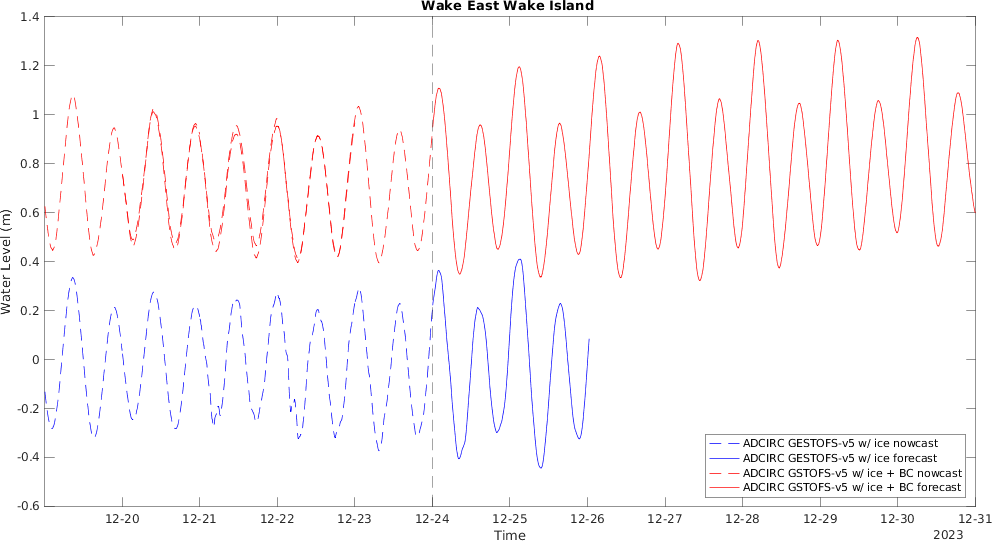 Wake East Wake Island
1.4
1.2
1
0.8
0.6
0.4
0.2
0
-0.2
-0.4
-0.6
Water Level (m)
ADCIRC GESTOFS-v5 w/ ice nowcast
ADCIRC GESTOFS-v5 w/ ice forecast
ADCIRC GSTOFS-v5 w/ ice + BC nowcast
ADCIRC GSTOFS-v5 w/ ice + BC forecast
12-20 12-21 12-22 12-23 12-24 12-25 12-26 12-27 12-28 12-29 12-30 12-31
Time
2023